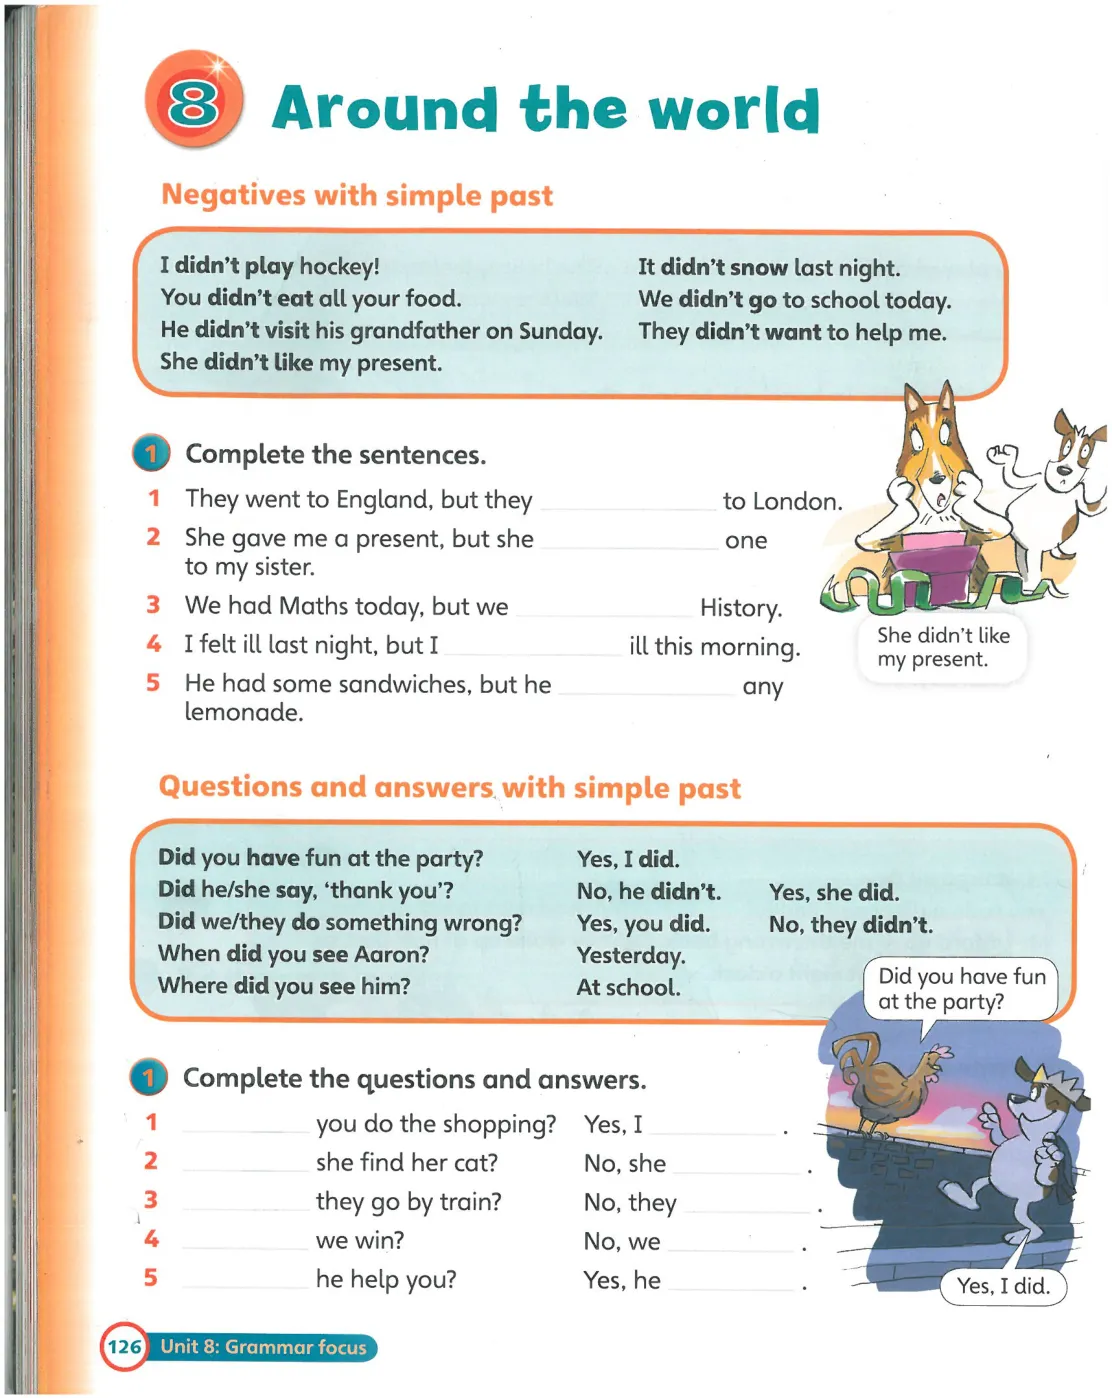 8 Around the world
Negatives with simple past
I didn't play hockey!
You didn't eat all your food.
He didn't visit his grandfather on Sunday.
She didn't like my present.
It didn't snow last night.
We didn't go to school today.
They didn't want to help me.
1 Complete the sentences.
1 They went to England, but they to London.
2 She gave me a present, but she one
to my sister.
3 We had Maths today, but we History.
4 I felt ill last night, but I ill this morning.
5 He had some sandwiches, but he any
lemonade.
She didn't like
my present.
Questions and answers with simple past
Did you have fun at the party? Yes, I did.
Did he/she say, 'thank you'? No, he didn't. Yes, she did.
Did we/they do something wrong? Yes, you did. No, they didn't.
When did you see Aaron? Yesterday.
Where did you see him? At school.
Did you have fun
at the party?
1 Complete the questions and answers.
1 you do the shopping? Yes, I .
2 she find her cat? No, she .
3 they go by train? No, they .
4 we win? No, we .
5 he help you? Yes, he .
Yes, I did.
126 Unit 8: Grammar focus